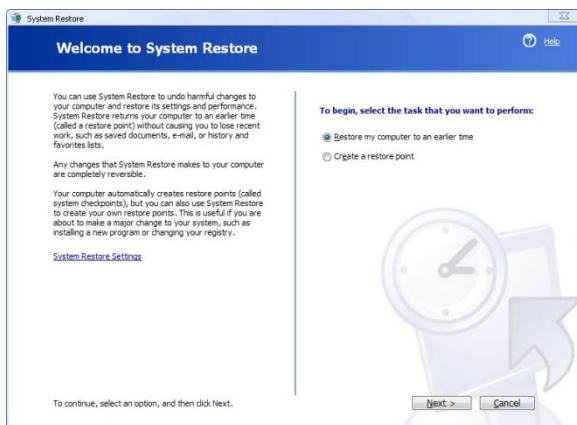 System Restore
Welcome to System Restore
Help
You can use System Restore to undo harmful changes to
your computer and restore its settings and performance.
System Restore returns your computer to an earlier time
(called a restore point) without causing you to lose recent
work, such as saved documents, e-mail, or history and
favorites lists.
Any changes that System Restore makes to your computer
are completely reversible.
Your computer automatically creates restore points (called
system checkpoints), but you can also use System Restore
to create your own restore points. This is useful if you are
about to make a major change to your system, such as
installing a new program or changing your registry.
System Restore Settings
To begin, select the task that you want to perform:
Restore my computer to an earlier time
Create a restore point
To continue, select an option, and then click Next.
Next >
Cancel